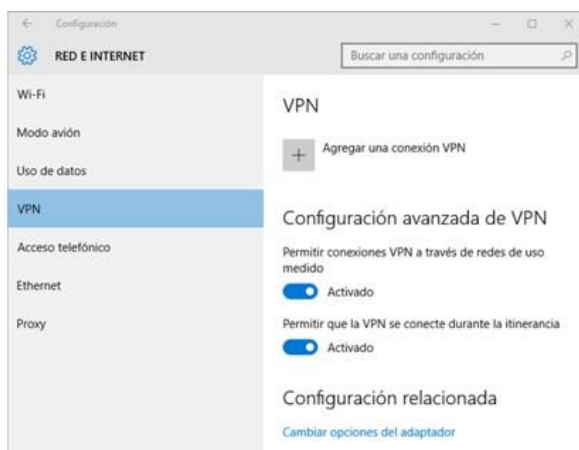 Configuración
RED E INTERNET
Buscar una configuración
Wi-Fi
Modo avión
Uso de datos
VPN
Acceso telefónico
Ethernet
Proxy
VPN
Agregar una conexión VPN
Configuración avanzada de VPN
Permitir conexiones VPN a través de redes de uso
medido
Activado
Permitir que la VPN se conecte durante la itinerancia
Activado
Configuración relacionada
Cambiar opciones del adaptador